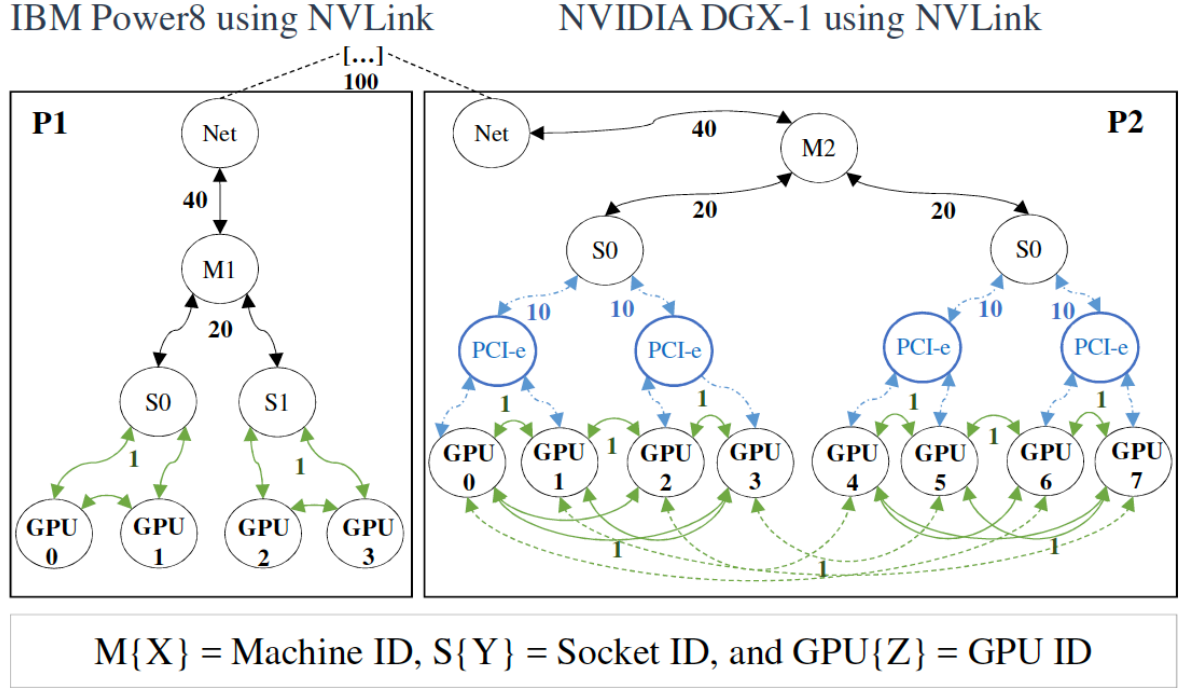 IBM Power8 using NVLink
NVIDIA DGX-1 using NVLink
[...]
100
P1
Net
40
M1
20
S0
S1
1
1
GPU
0
GPU
1
GPU
2
GPU
3
P2
Net
40
M2
20
20
S0
S0
10
10
10
10
PCI-e
PCI-e
PCI-e
PCI-e
1
1
1
1
1
1
GPU
0
GPU
1
GPU
2
GPU
3
GPU
4
GPU
5
GPU
6
GPU
7
1
1
1
M{X} = Machine ID, S{Y} = Socket ID, and GPU{Z} = GPU ID